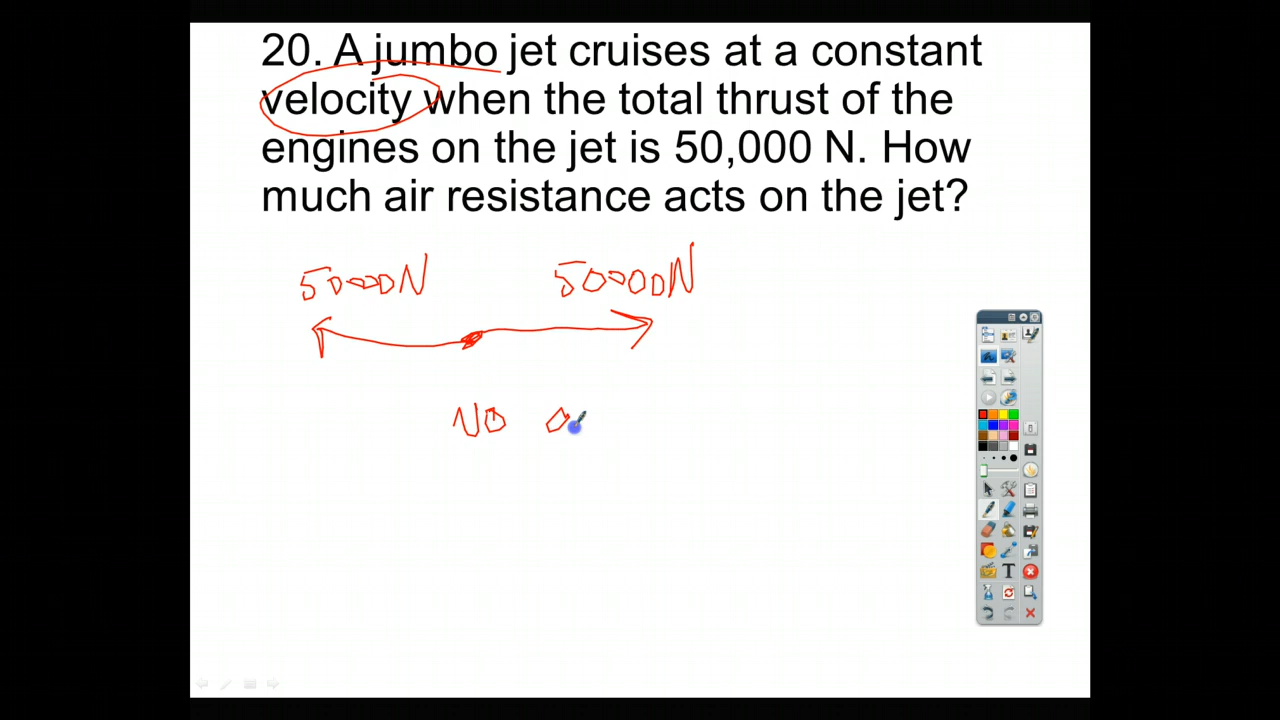 20. A jumbo jet cruises at a constant
velocity when the total thrust of the
engines on the jet is 50,000 N. How
much air resistance acts on the jet?
50000N 50000N
NO a